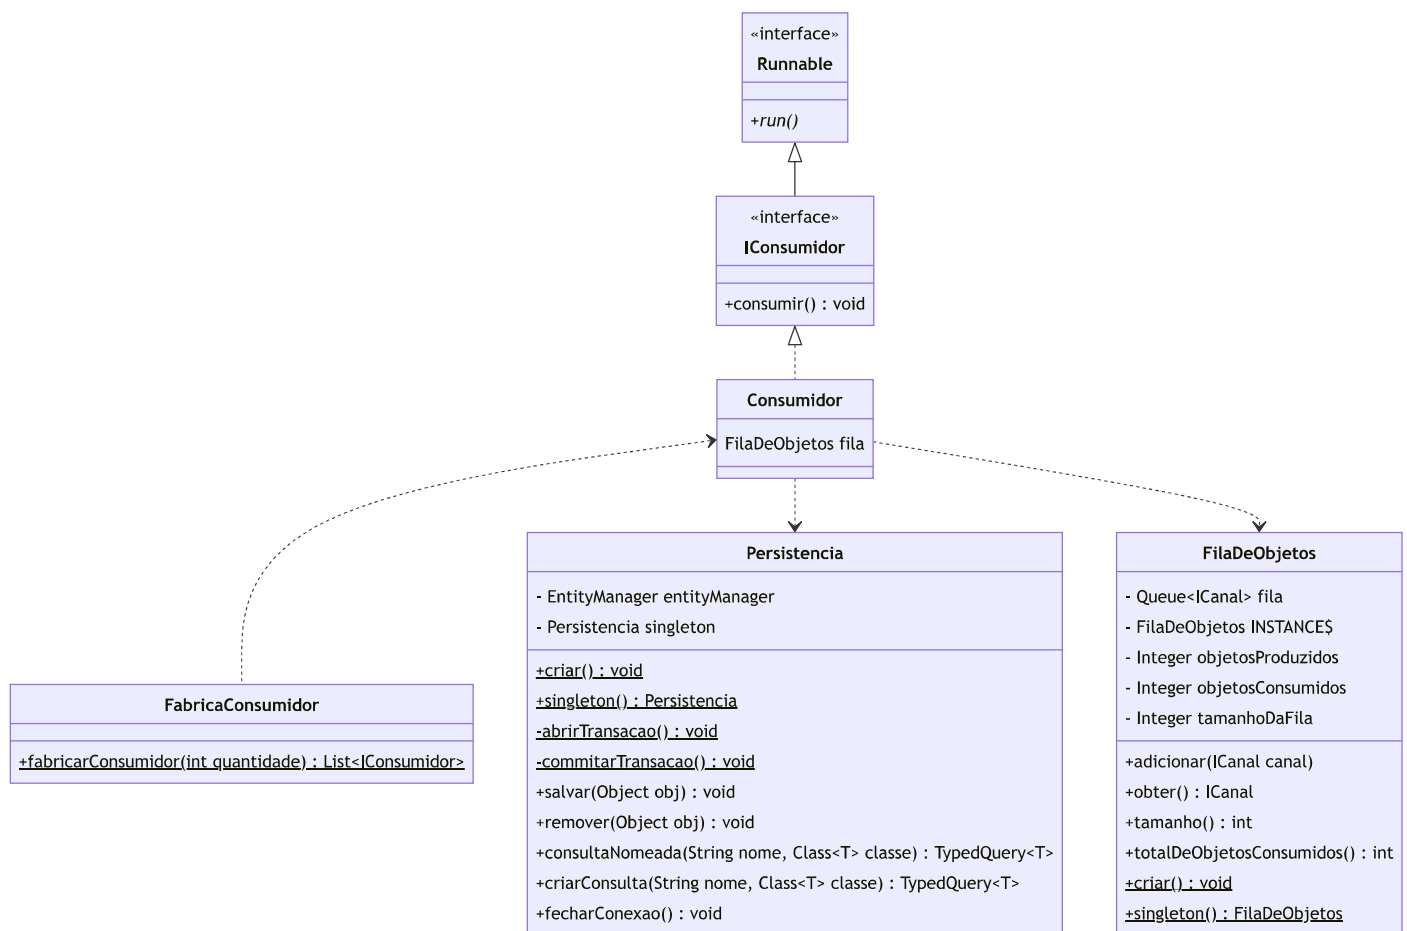 «interface»
Runnable
+run()
«interface»
IConsumidor
+consumir() : void
Consumidor
FilaDeObjetos fila
Persistencia
- EntityManager entityManager
- Persistencia singleton
+criar() : void
+singleton() : Persistencia
-abrirTransacao() : void
-commitarTransacao() : void
+salvar(Object obj) : void
+remover(Object obj) : void
+consultaNomeada(String nome, Class<T> classe) : TypedQuery<T>
+criarConsulta(String nome, Class<T> classe) : TypedQuery<T>
+fecharConexao() : void
FilaDeObjetos
- Queue<ICanal> fila
- FilaDeObjetos INSTANCE$
- Integer objetosProduzidos
- Integer objetosConsumidos
- Integer tamanhoDaFila
+adicionar(ICanal canal)
+obter() : ICanal
+tamanho() : int
+totalDeObjetosConsumidos() : int
+criar() : void
+singleton() : FilaDeObjetos
FabricaConsumidor
+fabricarConsumidor(int quantidade) : List<IConsumidor>